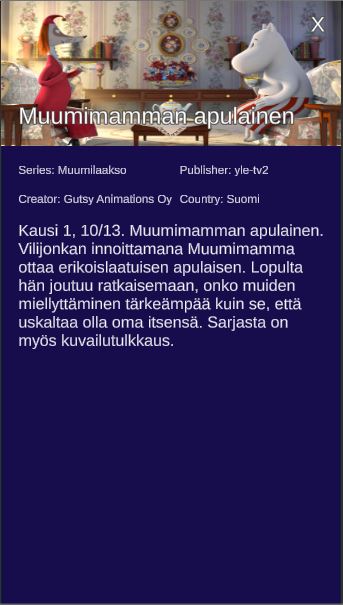 X
Muumimamman apulainen
Series: Muumilaakso
Publisher: yle-tv2
Creator: Gutsy Animations Oy
Country: Suomi
Kausi 1, 10/13. Muumimamman apulainen.
Vilijonkan innoittamana Muumimamma
ottaa erikoislaatuisen apulaisen. Lopulta
hän joutuu ratkaisemaan, onko muiden
miellyttäminen tärkeämpää kuin se, että
uskaltaa olla oma itsensä. Sarjasta on
myös kuvailutulkkaus.